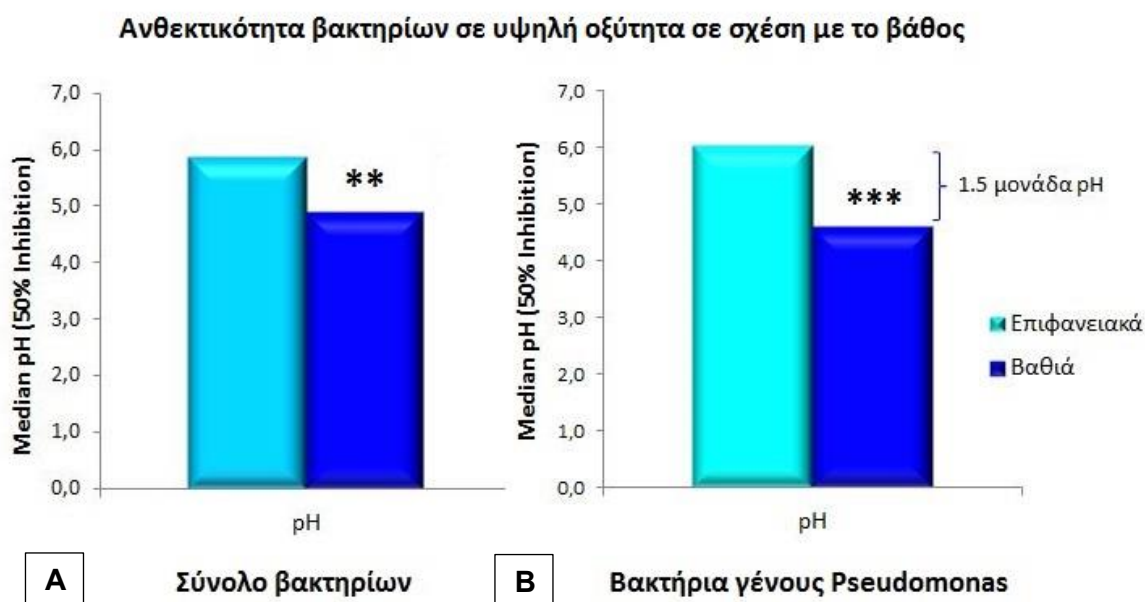 Ανθεκτικότητα βακτηρίων σε υψηλή οξύτητα σε σχέση με το βάθος
Median pH (50% Inhibition)
7,0
6,0
5,0
4,0
3,0
2,0
1,0
0,0
**
pH
A
Σύνολο βακτηρίων
Median pH (50% Inhibition)
7,0
6,0
5,0
4,0
3,0
2,0
1,0
0,0
***
1.5 μονάδα pH
Επιφανειακά
Βαθιά
pH
B
Βακτήρια γένους Pseudomonas